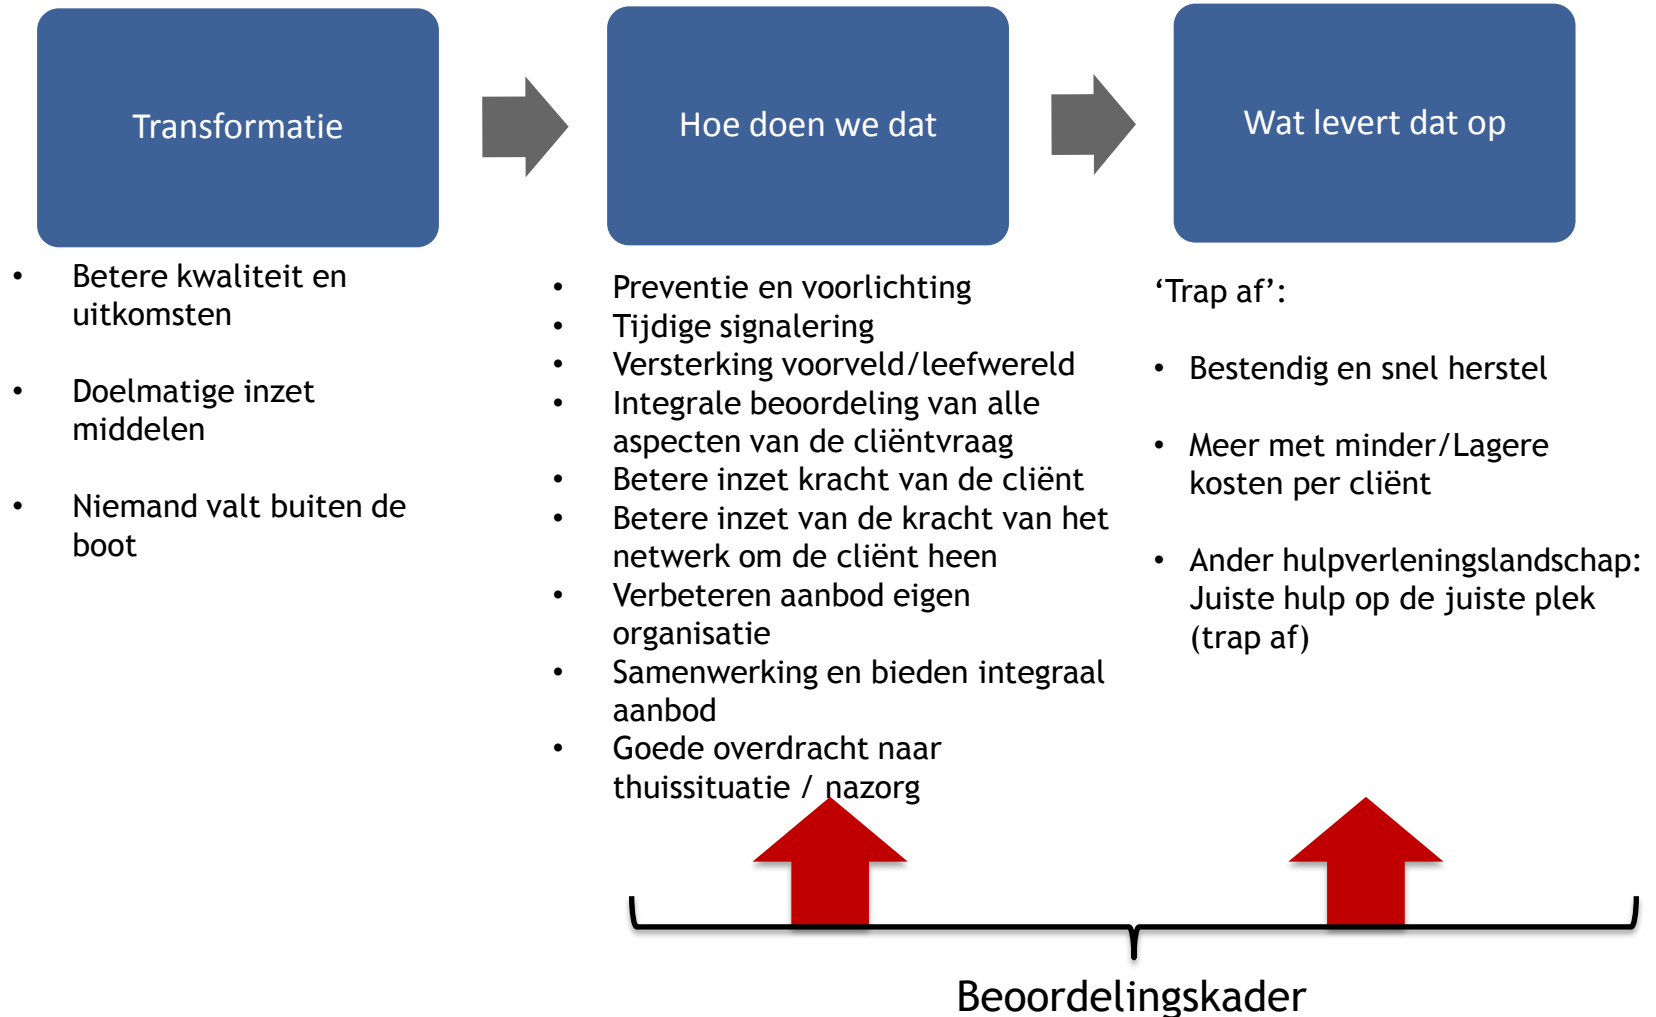 Transformatie
• Betere kwaliteit en
uitkomsten
• Doelmatige inzet
middelen
• Niemand valt buiten de
boot
Hoe doen we dat
• Preventie en voorlichting
• Tijdige signalering
• Versterking voorveld/leefwereld
• Integrale beoordeling van alle
aspecten van de cliëntvraag
• Betere inzet kracht van de cliënt
• Betere inzet van de kracht van het
netwerk om de cliënt heen
• Verbeteren aanbod eigen
organisatie
• Samenwerking en bieden integraal
aanbod
• Goede overdracht naar
thuissituatie / nazorg
Wat levert dat op
‘Trap af’:
• Bestendig en snel herstel
• Meer met minder/Lagere
kosten per cliënt
• Ander hulpverleningslandschap:
Juiste hulp op de juiste plek
(trap af)
Beoordelingskader